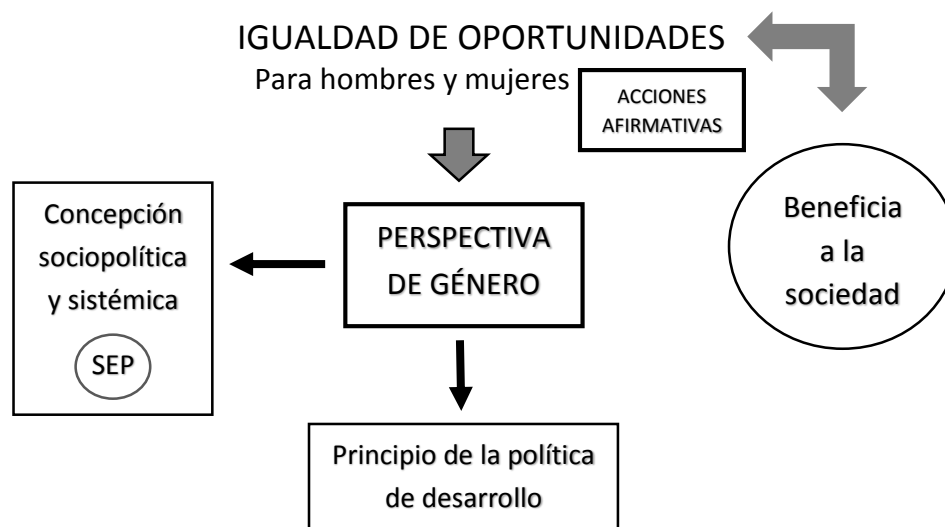 IGUALDAD DE OPORTUNIDADES
Para hombres y mujeres
ACCIONES
AFIRMATIVAS
Concepción
sociopolítica
y sistémica
SEP
PERSPECTIVA
DE GÉNERO
Beneficia
a la
sociedad
Principio de la política
de desarrollo